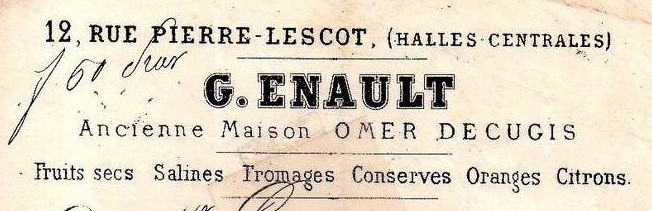 12, RUE PIERRE-LESCOT, (HALLES-CENTRALES)
G. ENAULT
Ancienne Maison OMER DECUGIS
Fruits secs Salines Fromages Conserves Oranges Citrons.